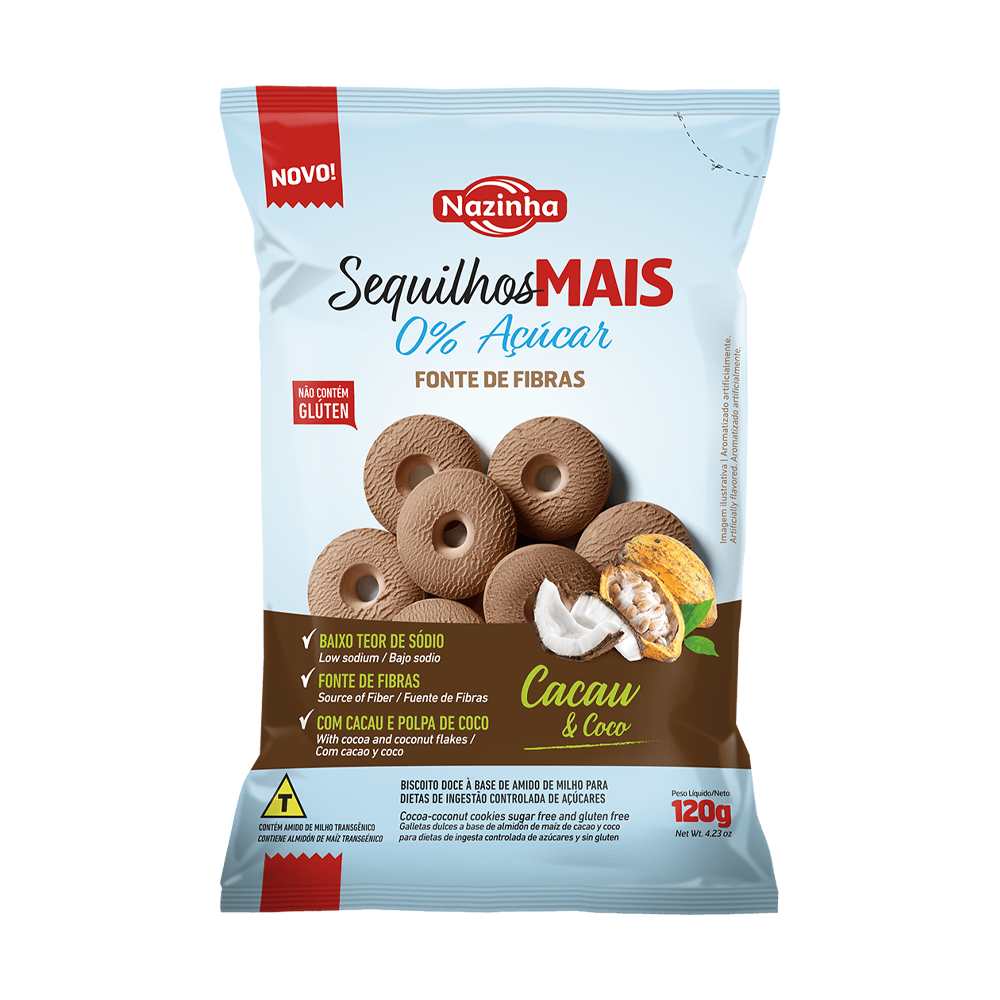 NOVO!
Nazinha
SequilhosMAIS
0% Açúcar
FONTE DE FIBRAS
NÃO CONTÉM
GLÚTEN
Imagem ilustrativa | Aromatizado artificialmente.
Artificially flavored. Aromatizado artificialmente.
BAIXO TEOR DE SÓDIO
Low sodium / Bajo sodio
FONTE DE FIBRAS
Source of Fiber / Fuente de Fibras
COM CACAU E POLPA DE COCO
With cocoa and coconut flakes /
Com cacao y coco
Cacau
& Coco
T
CONTÉM AMIDO DE MILHO TRANSGÊNICO
CONTIENE ALMIDÓN DE MAÍZ TRANSGÉNICO
BISCOITO DOCE À BASE DE AMIDO DE MILHO PARA
DIETAS DE INGESTÃO CONTROLADA DE AÇÚCARES
Cocoa-coconut cookies sugar free and gluten free
Galletas dulces a base de almidón de maíz de cacao y coco
para dietas de ingesta controlada de azúcares y sin gluten
Peso Líquido/Neto
120g
Net Wt. 4.23 oz